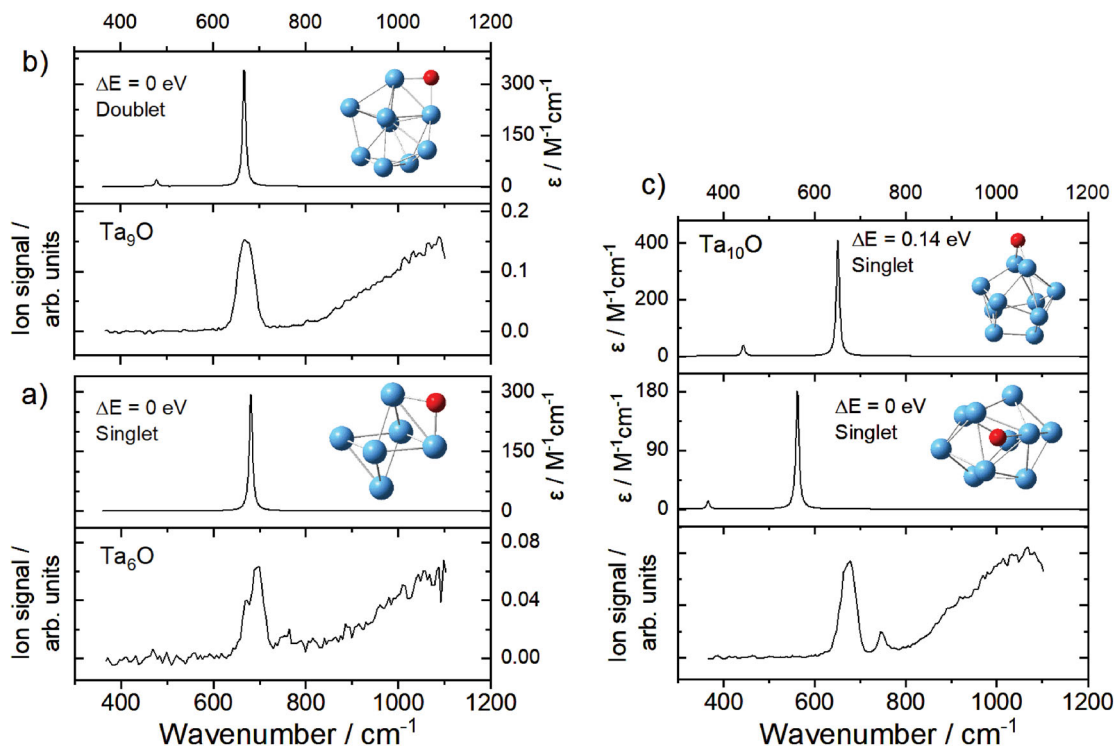 400 600 800 1000 1200
b)
ΔE = 0 eV
Doublet
300
150
0
ε / M⁻¹cm⁻¹
Ta₉O
0.2
0.1
0.0
Ion signal /
arb. units
a)
ΔE = 0 eV
Singlet
300
150
0
ε / M⁻¹cm⁻¹
Ta₆O
0.08
0.04
0.00
Ion signal /
arb. units
400 600 800 1000 1200
Wavenumber / cm⁻¹
c)
400 600 800 1000 1200
Ta₁₀O
ΔE = 0.14 eV
Singlet
400
200
0
ε / M⁻¹cm⁻¹
ΔE = 0 eV
Singlet
180
90
0
ε / M⁻¹cm⁻¹
Ion signal /
arb. units
400 600 800 1000 1200
Wavenumber / cm⁻¹